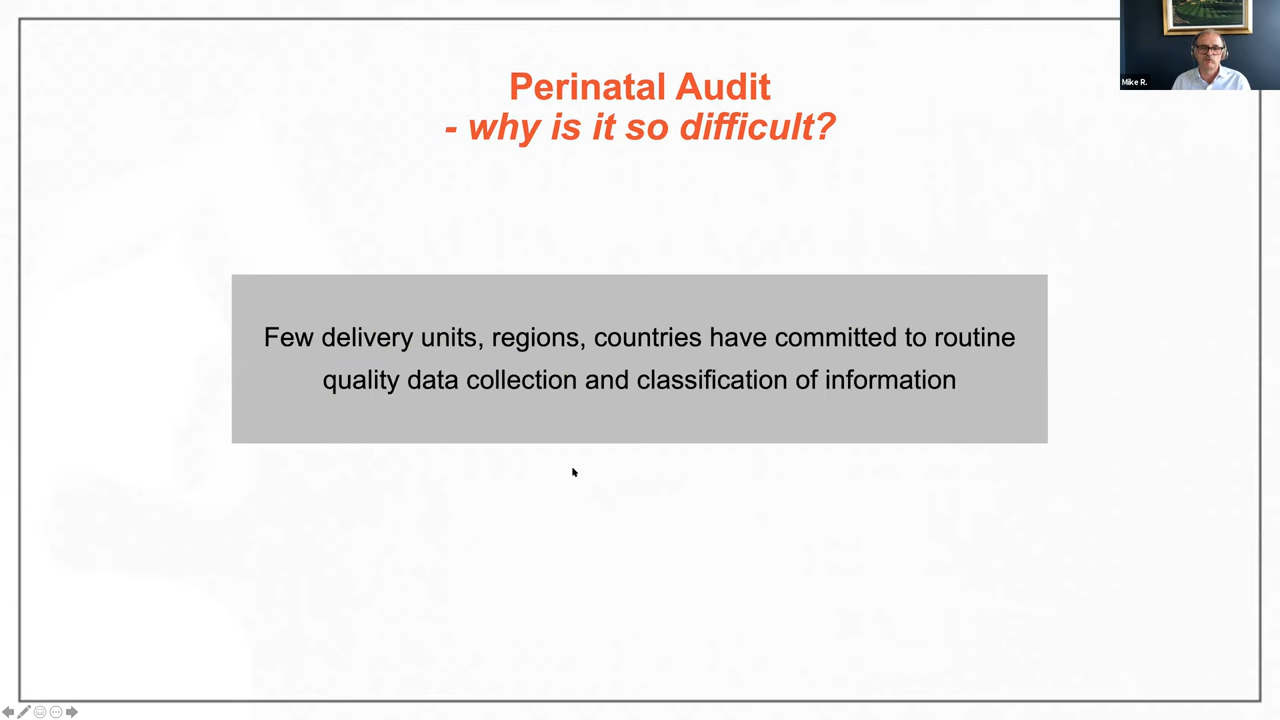 Perinatal Audit
- why is it so difficult?
Few delivery units, regions, countries have committed to routine
quality data collection and classification of information
Mike R.